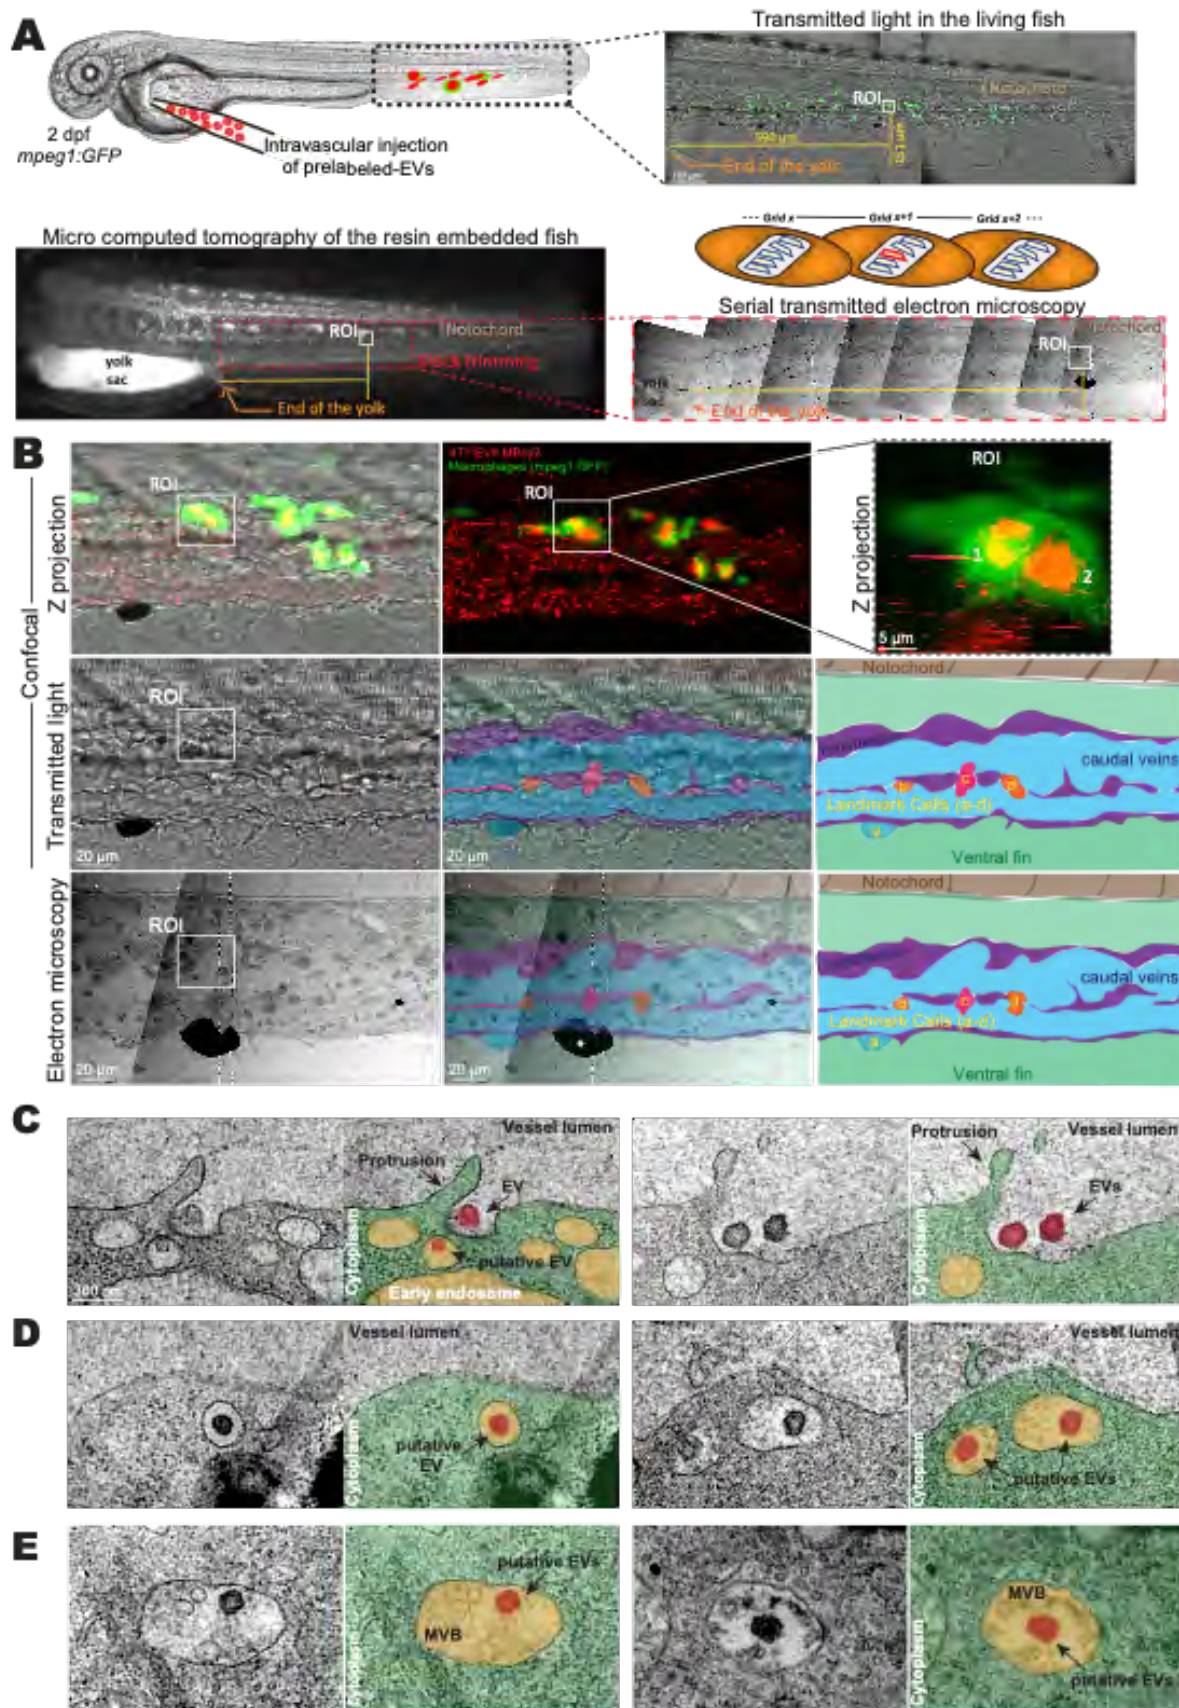 A
Transmitted light in the living fish
Notochord
ROI
End of the yolk
2 dpf
mpeg1:GFP
Intravascular injection
of prelabeled-EVs
Micro computed tomography of the resin embedded fish
Notochord
ROI
Block Trimming
yolk
sac
End of the yolk
Grid x
Grid x+1
Grid x+2
Serial transmitted electron microscopy
Notochord
ROI
yolk
End of the yolk
B
Confocal
Z projection
ROI
Macrophages (mpeg1:GFP)
ROI
Z projection
ROI
1
2
5 µm
Transmitted light
ROI
20 µm
20 µm
Notochord
caudal veins
c
Landmark Cells (a-d)
Ventral fin
Electron microscopy
ROI
20 µm
20 µm
Notochord
caudal veins
c
Landmark Cells (a-d)
a
Ventral fin
C
Vessel lumen
Protrusion
EV
putative EV
Cytoplasm
Early endosome
Protrusion
Vessel lumen
EVs
Cytoplasm
D
Vessel lumen
putative
EV
Cytoplasm
Vessel lumen
putative EVs
Cytoplasm
E
putative EVs
MVB
Cytoplasm
MVB
putative EVs
Cytoplasm